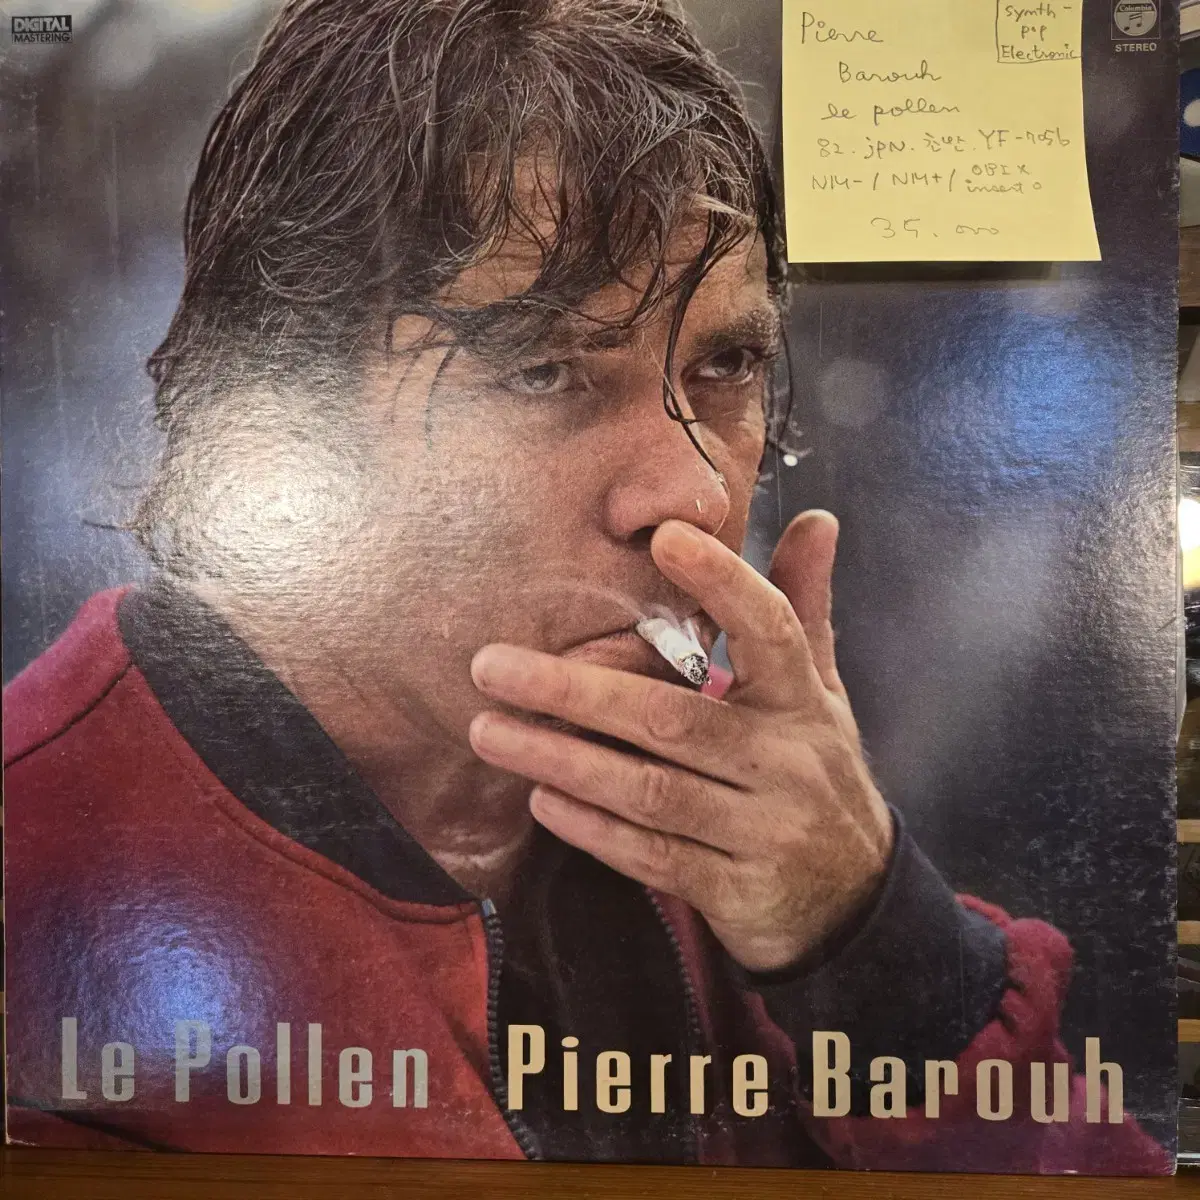 DIGITAL
MASTERING
Pierre
Barouh
le pollen
82. jpN. 초반. YF-7056
NM- / NM+ / OBI x
insert o
35.000
Synth-
pop
Electronic
Columbia
STEREO
Le Pollen Pierre Barouh